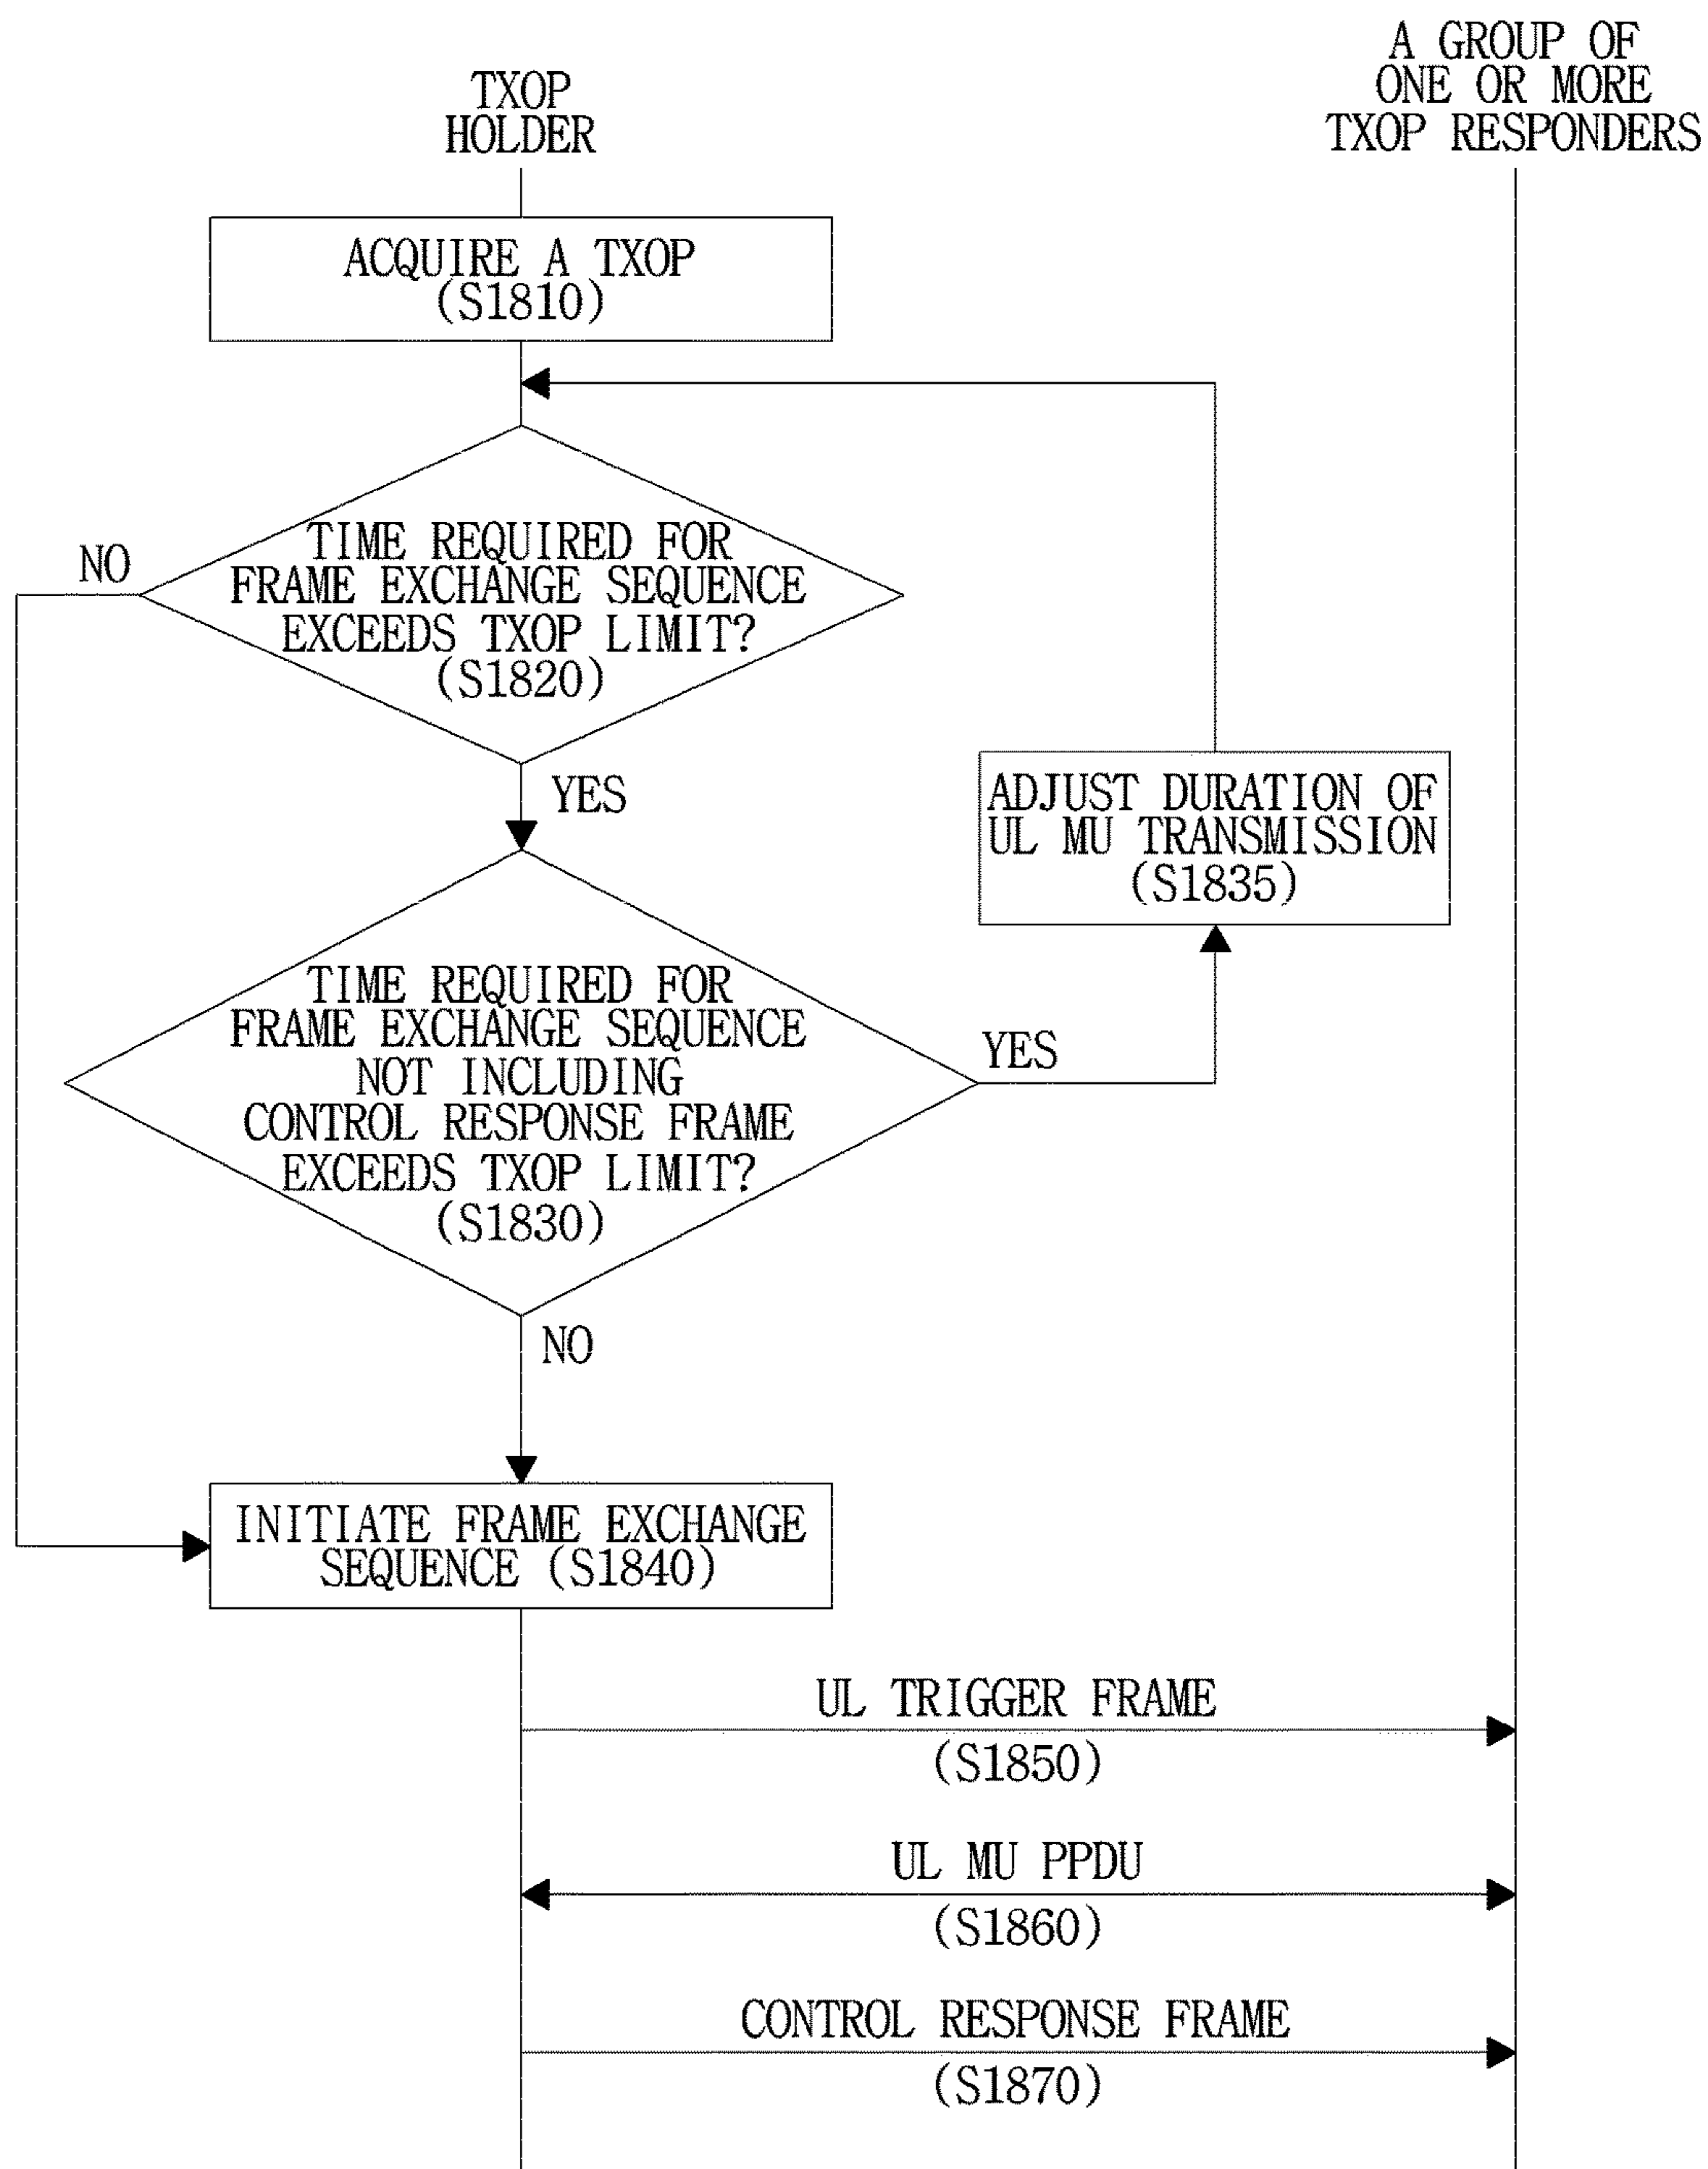 TXOP
HOLDER
A GROUP OF
ONE OR MORE
TXOP RESPONDERS
ACQUIRE A TXOP
(S1810)
NO
TIME REQUIRED FOR
FRAME EXCHANGE SEQUENCE
EXCEEDS TXOP LIMIT?
(S1820)
YES
ADJUST DURATION OF
UL MU TRANSMISSION
(S1835)
TIME REQUIRED FOR
FRAME EXCHANGE SEQUENCE
NOT INCLUDING
CONTROL RESPONSE FRAME
EXCEEDS TXOP LIMIT?
(S1830)
YES
NO
INITIATE FRAME EXCHANGE
SEQUENCE (S1840)
UL TRIGGER FRAME
(S1850)
UL MU PPDU
(S1860)
CONTROL RESPONSE FRAME
(S1870)